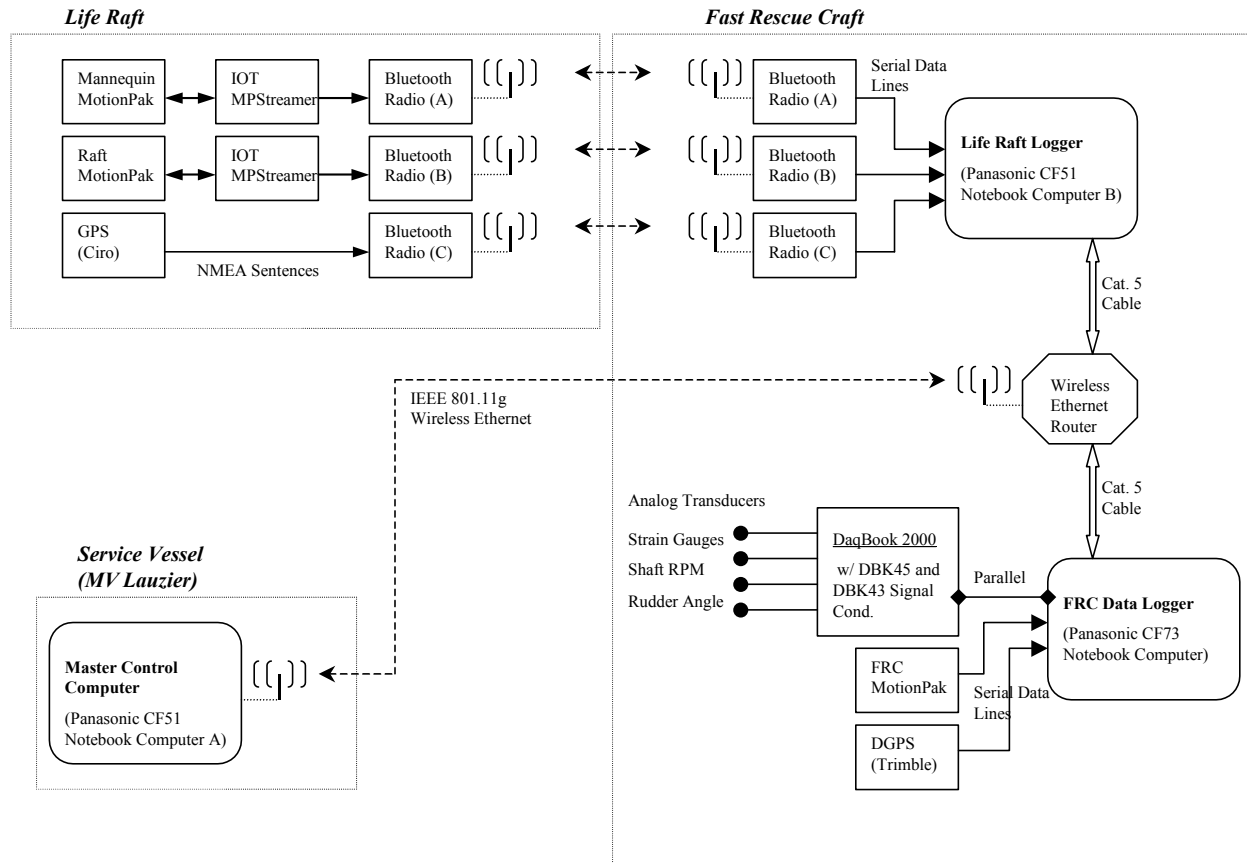 Life Raft
Fast Rescue Craft
Mannequin
MotionPak
IOT
MPStreamer
Bluetooth
Radio (A)
Bluetooth
Radio (A)
Serial Data
Lines
Raft
MotionPak
IOT
MPStreamer
Bluetooth
Radio (B)
Bluetooth
Radio (B)
Life Raft Logger
(Panasonic CF51
Notebook Computer B)
GPS
(Ciro)
NMEA Sentences
Bluetooth
Radio (C)
Bluetooth
Radio (C)
Cat. 5
Cable
IEEE 801.11g
Wireless Ethernet
Wireless
Ethernet
Router
Cat. 5
Cable
Analog Transducers
Strain Gauges
Shaft RPM
Rudder Angle
DaqBook 2000
w/ DBK45 and
DBK43 Signal
Cond.
Parallel
FRC Data Logger
(Panasonic CF73
Notebook Computer)
FRC
MotionPak
Serial Data
Lines
DGPS
(Trimble)
Service Vessel
(MV Lauzier)
Master Control
Computer
(Panasonic CF51
Notebook Computer A)